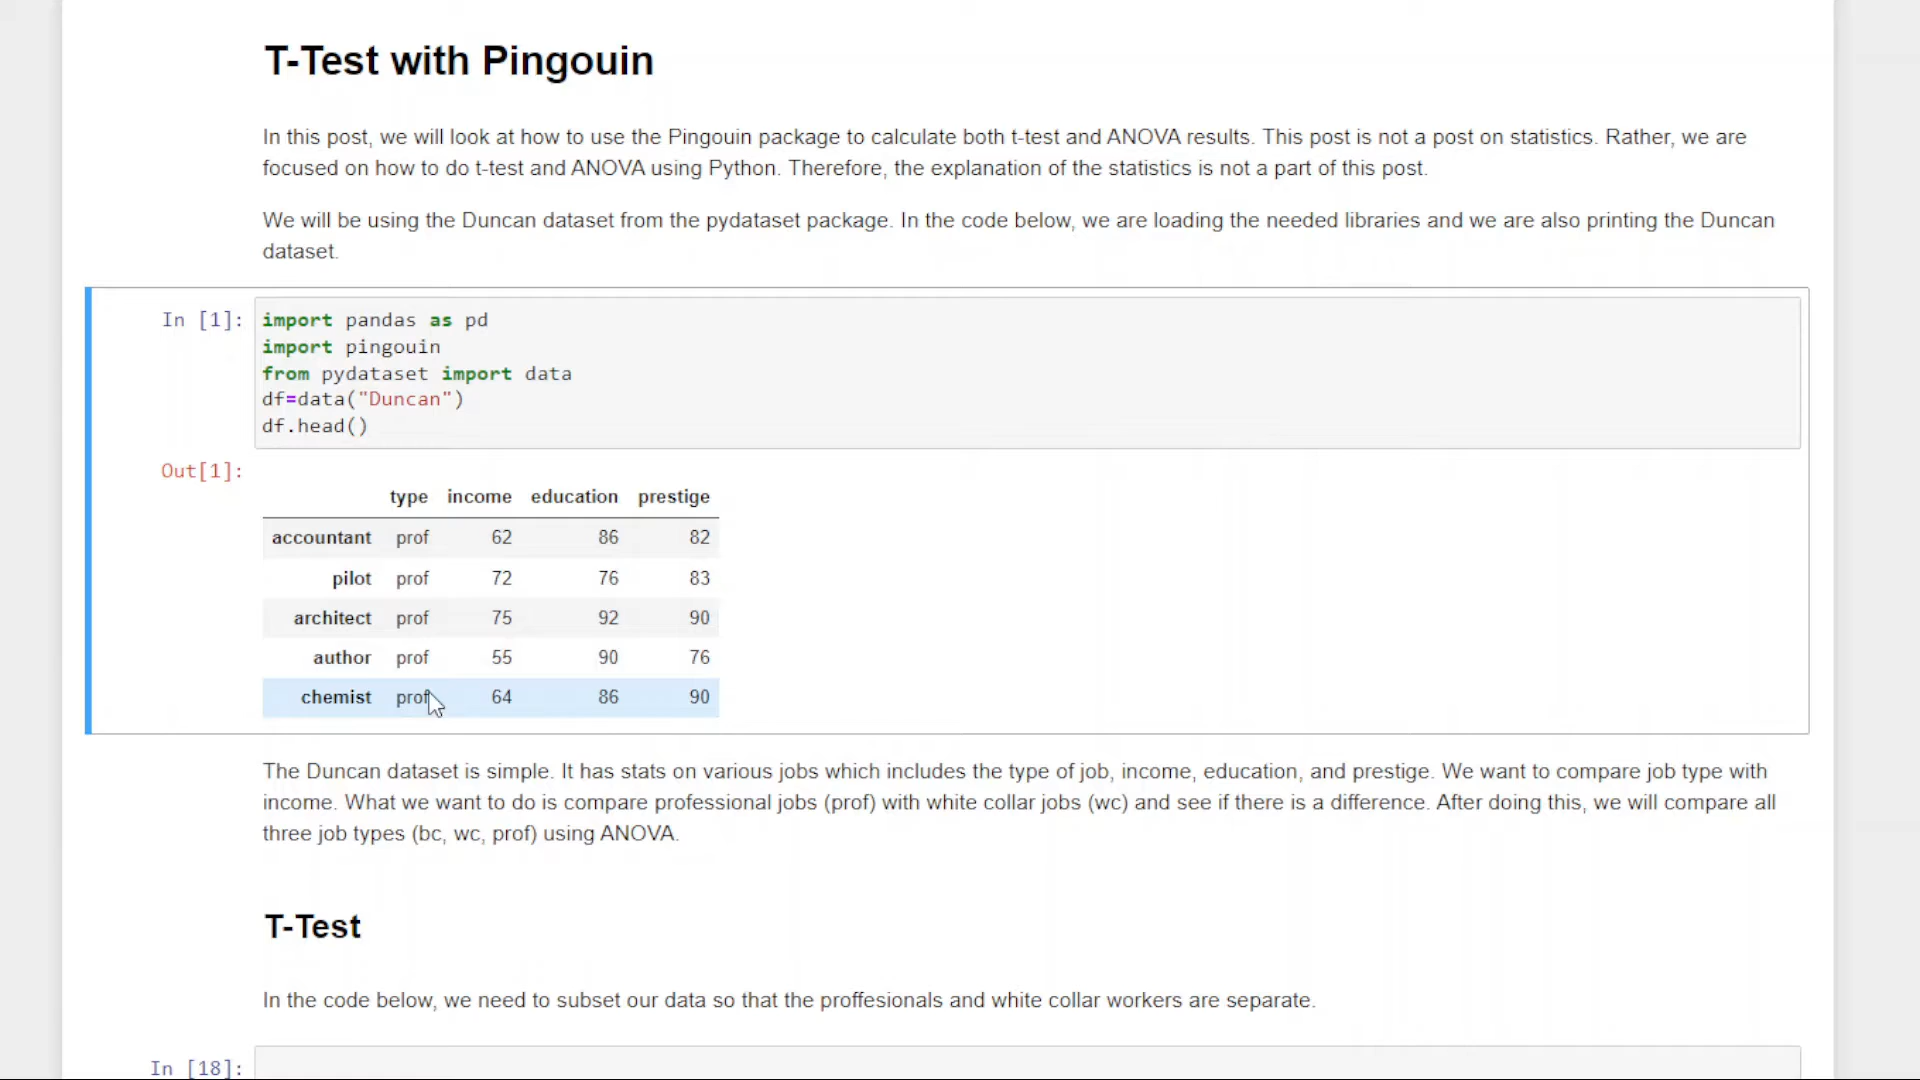 T-Test with Pingouin
In this post, we will look at how to use the Pingouin package to calculate both t-test and ANOVA results. This post is not a post on statistics. Rather, we are
focused on how to do t-test and ANOVA using Python. Therefore, the explanation of the statistics is not a part of this post.
We will be using the Duncan dataset from the pydataset package. In the code below, we are loading the needed libraries and we are also printing the Duncan
dataset.
In [1]: import pandas as pd
import pingouin
from pydataset import data
df=data("Duncan")
df.head()
Out[1]:
type income education prestige
accountant prof 62 86 82
pilot prof 72 76 83
architect prof 75 92 90
author prof 55 90 76
chemist prof 64 86 90
The Duncan dataset is simple. It has stats on various jobs which includes the type of job, income, education, and prestige. We want to compare job type with
income. What we want to do is compare professional jobs (prof) with white collar jobs (wc) and see if there is a difference. After doing this, we will compare all
three job types (bc, wc, prof) using ANOVA.
T-Test
In the code below, we need to subset our data so that the proffesionals and white collar workers are separate.
In [18]: